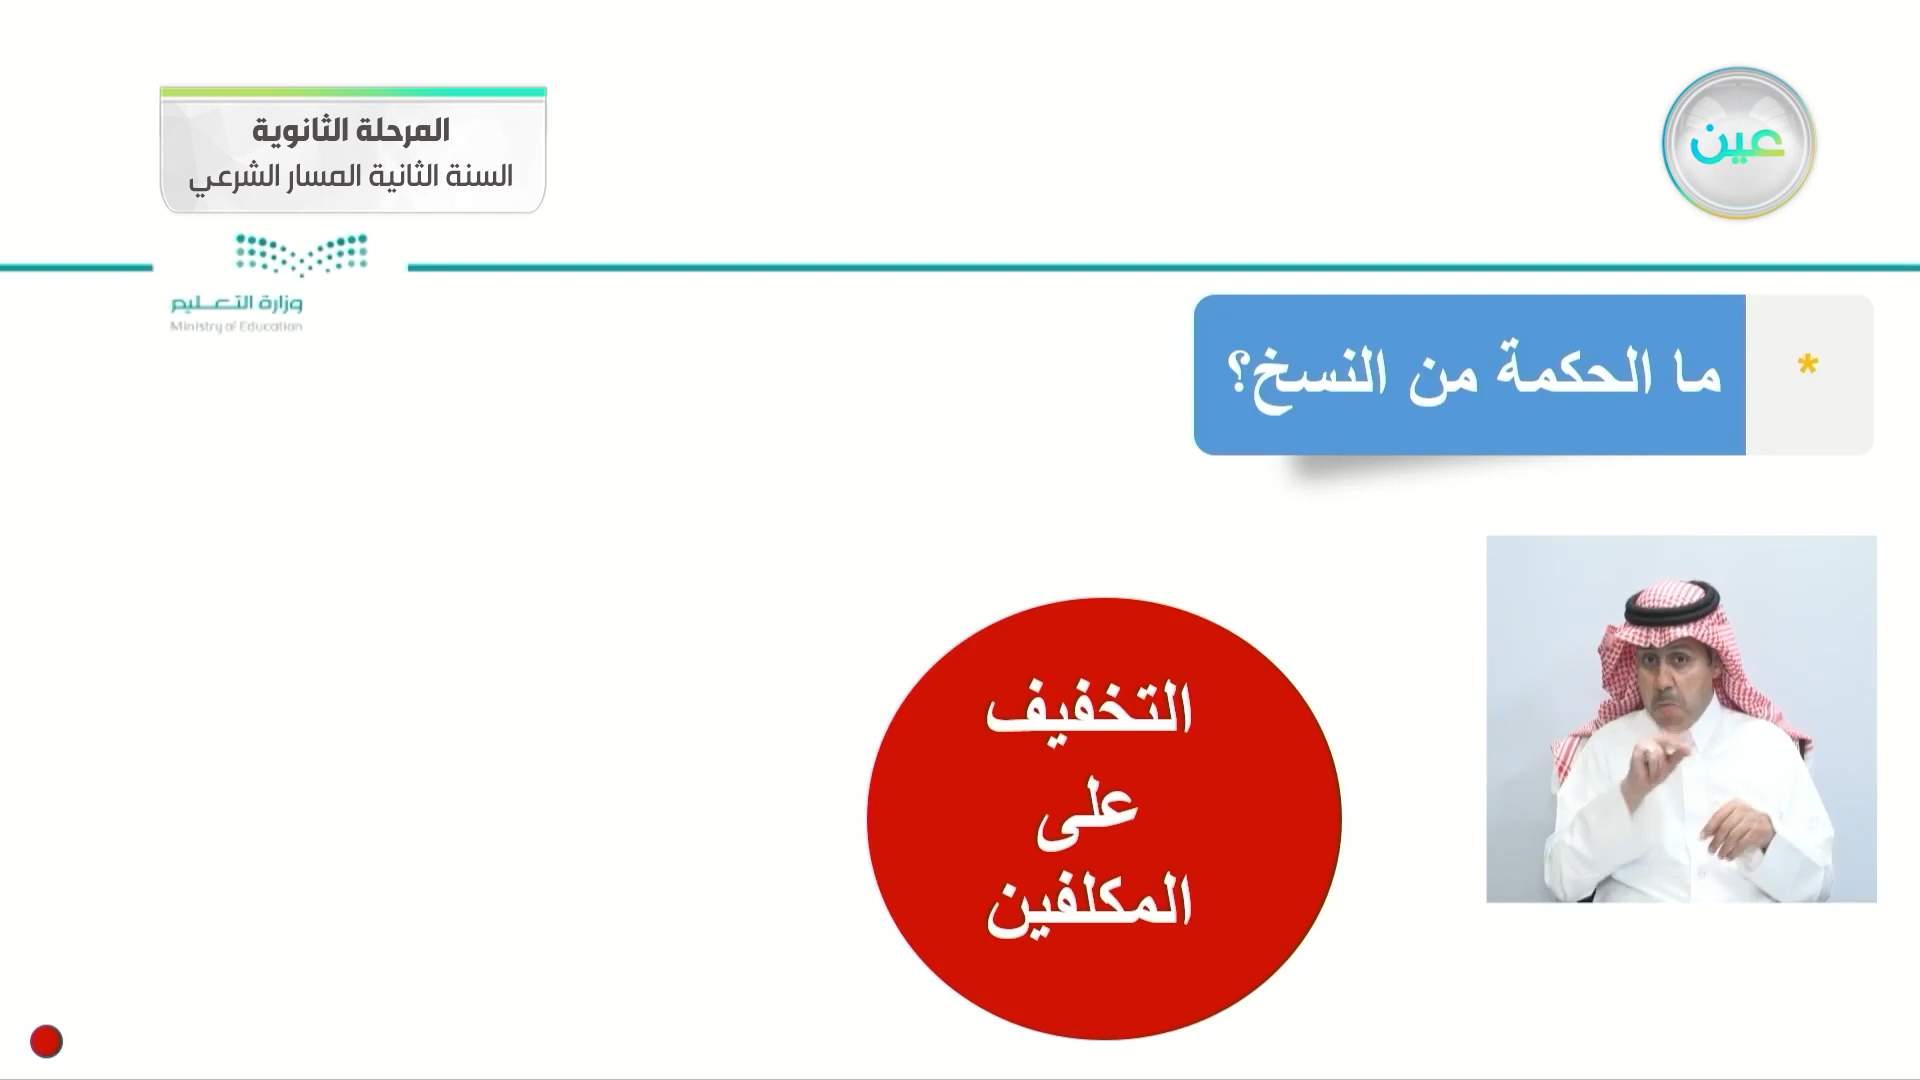 المرحلة الثانوية
السنة الثانية المسار الشرعي
عين
وزارة التعليم
Ministry of Education
* ما الحكمة من النسخ؟
التخفيف
على
المكلفين